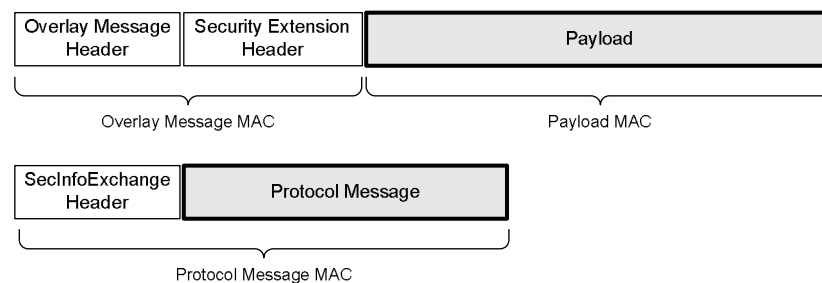 Overlay Message
Header
Security Extension
Header
Payload
Overlay Message MAC
Payload MAC
SecInfoExchange
Header
Protocol Message
Protocol Message MAC